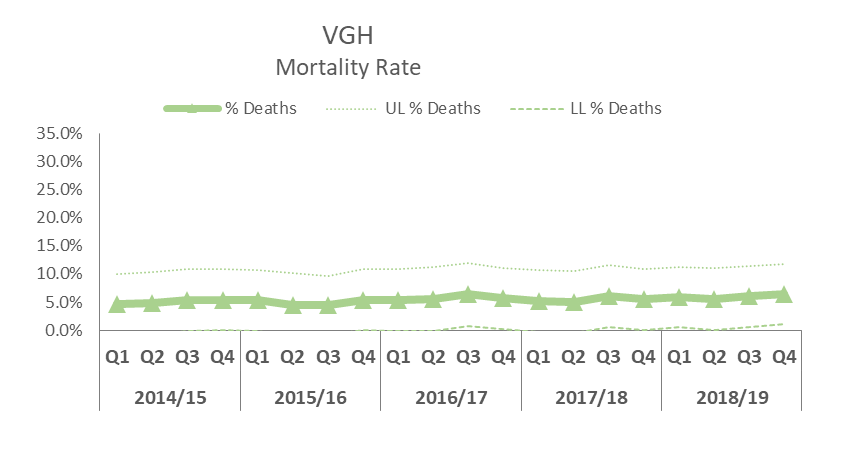 VGH
Mortality Rate
% Deaths UL % Deaths LL % Deaths
35.0%
30.0%
25.0%
20.0%
15.0%
10.0%
5.0%
0.0%
Q1 Q2 Q3 Q4 Q1 Q2 Q3 Q4 Q1 Q2 Q3 Q4 Q1 Q2 Q3 Q4 Q1 Q2 Q3 Q4
2014/15 2015/16 2016/17 2017/18 2018/19